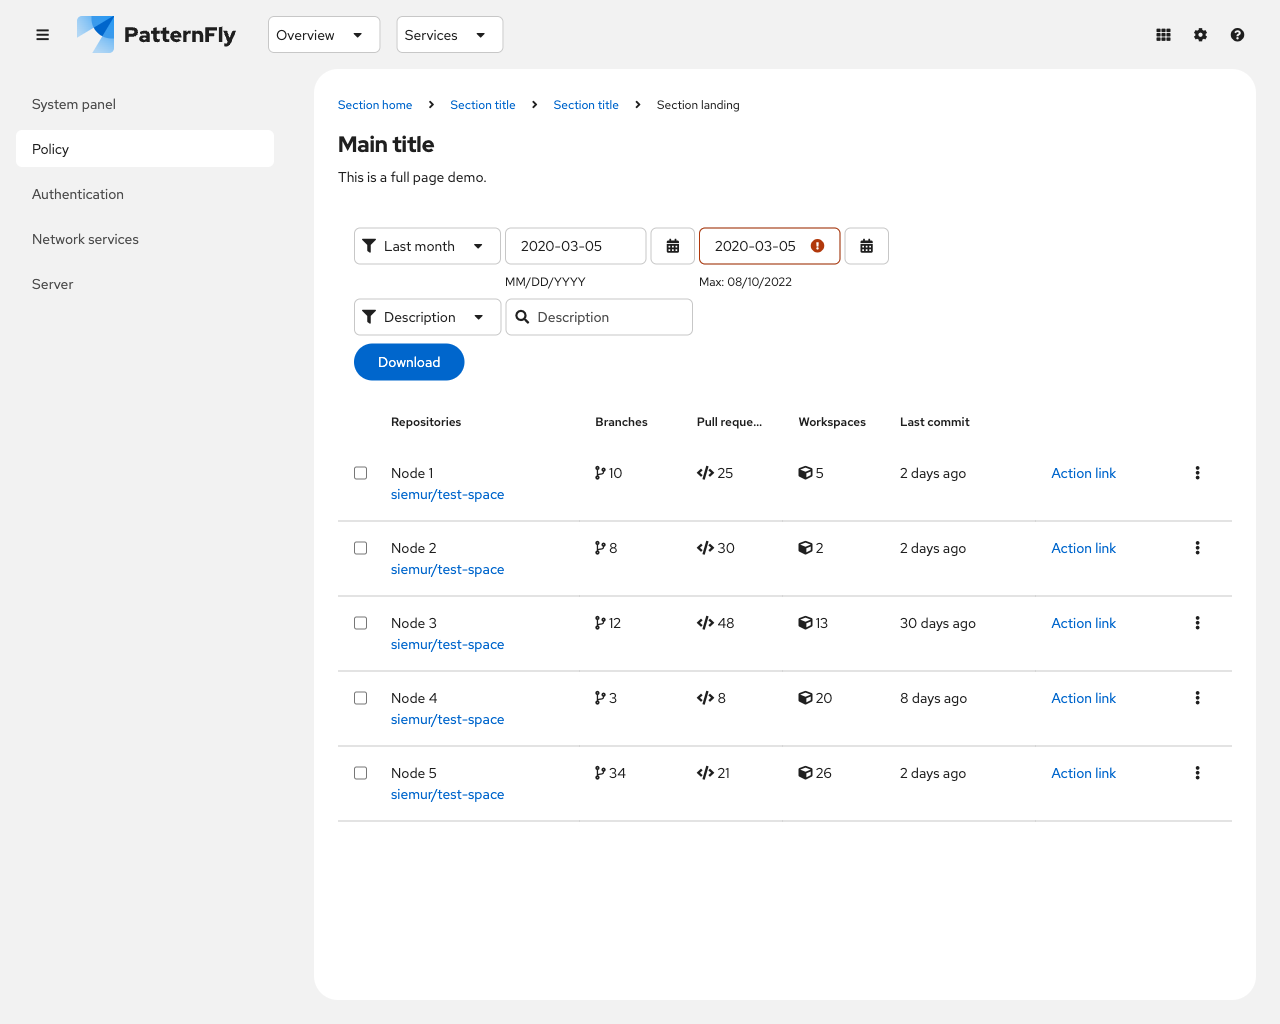 PatternFly
Overview
Services
System panel
Policy
Authentication
Network services
Server
Section home
Section title
Section title
Section landing
Main title
This is a full page demo.
Last month
2020-03-05
2020-03-05
MM/DD/YYYY
Max: 08/10/2022
Description
Description
Download
Repositories Branches Pull reque... Workspaces Last commit
Node 1 10 25 5 2 days ago Action link
siemur/test-space
Node 2 8 30 2 2 days ago Action link
siemur/test-space
Node 3 12 48 13 30 days ago Action link
siemur/test-space
Node 4 3 8 20 8 days ago Action link
siemur/test-space
Node 5 34 21 26 2 days ago Action link
siemur/test-space